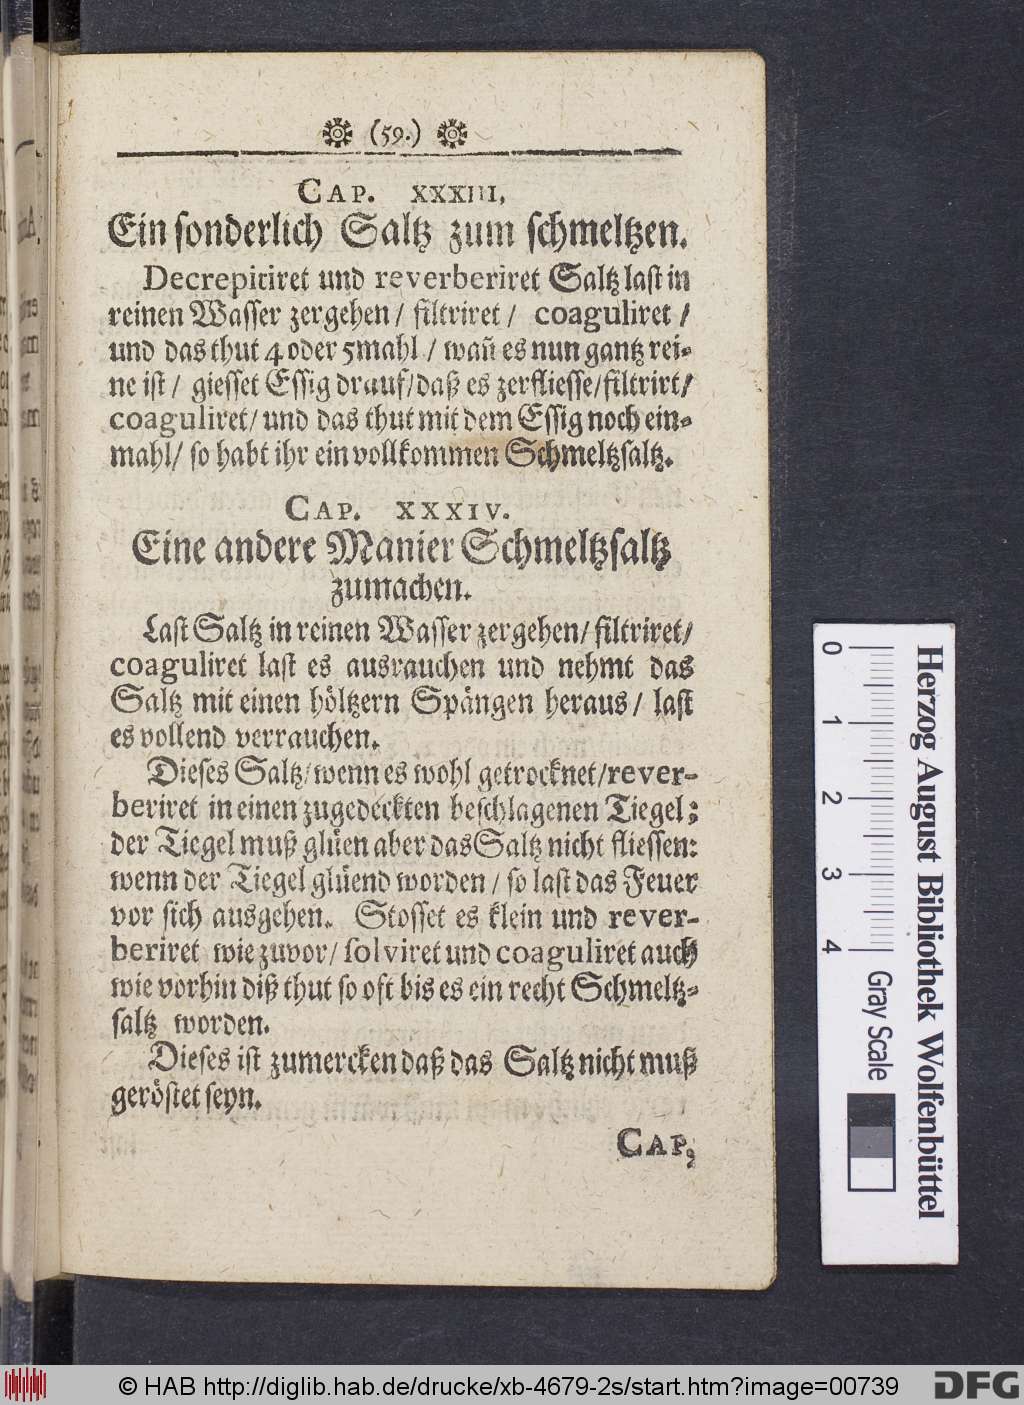 (59.)
CAP. XXXIII.
Ein sonderlich Saltz zum schmeltzen.
Decrepitiret und reverberiret Saltz last in
reinen Wasser zergehen / filtriret / coaguliret /
und das thut 4 oder 5mahl / wañ es nun gantz rei-
ne ist / giesset Essig drauf / daß es zerfliesse / filtrirt /
coaguliret / und das thut mit dem Essig noch ein-
mahl / so habt ihr ein vollkommen Schmeltzsaltz.
CAP. XXXIV.
Eine andere Manier Schmeltzsaltz
zumachen.
Last Saltz in reinen Wasser zergehen / filtriret /
coaguliret last es ausrauchen und nehmt das
Saltz mit einen höltzern Spängen heraus / last
es vollend verrauchen.
Dieses Saltz / wenn es wohl getrocknet / rever-
beriret in einen zugedeckten beschlagenen Tiegel;
der Tiegel muß glüen aber das Saltz nicht fliessen:
wenn der Tiegel glüend worden / so last das Feuer
vor sich ausgehen. Stosset es klein und rever-
beriret wie zuvor / solviret und coaguliret auch
wie vorhin diß thut so oft bis es ein recht Schmeltz-
saltz worden.
Dieses ist zumercken daß das Saltz nicht muß
geröstet seyn.
CAP.
0 1 2 3 4
Herzog August Bibliothek Wolfenbüttel
Gray Scale
© HAB http://diglib.hab.de/drucke/xb-4679-2s/start.htm?image=00739
DFG